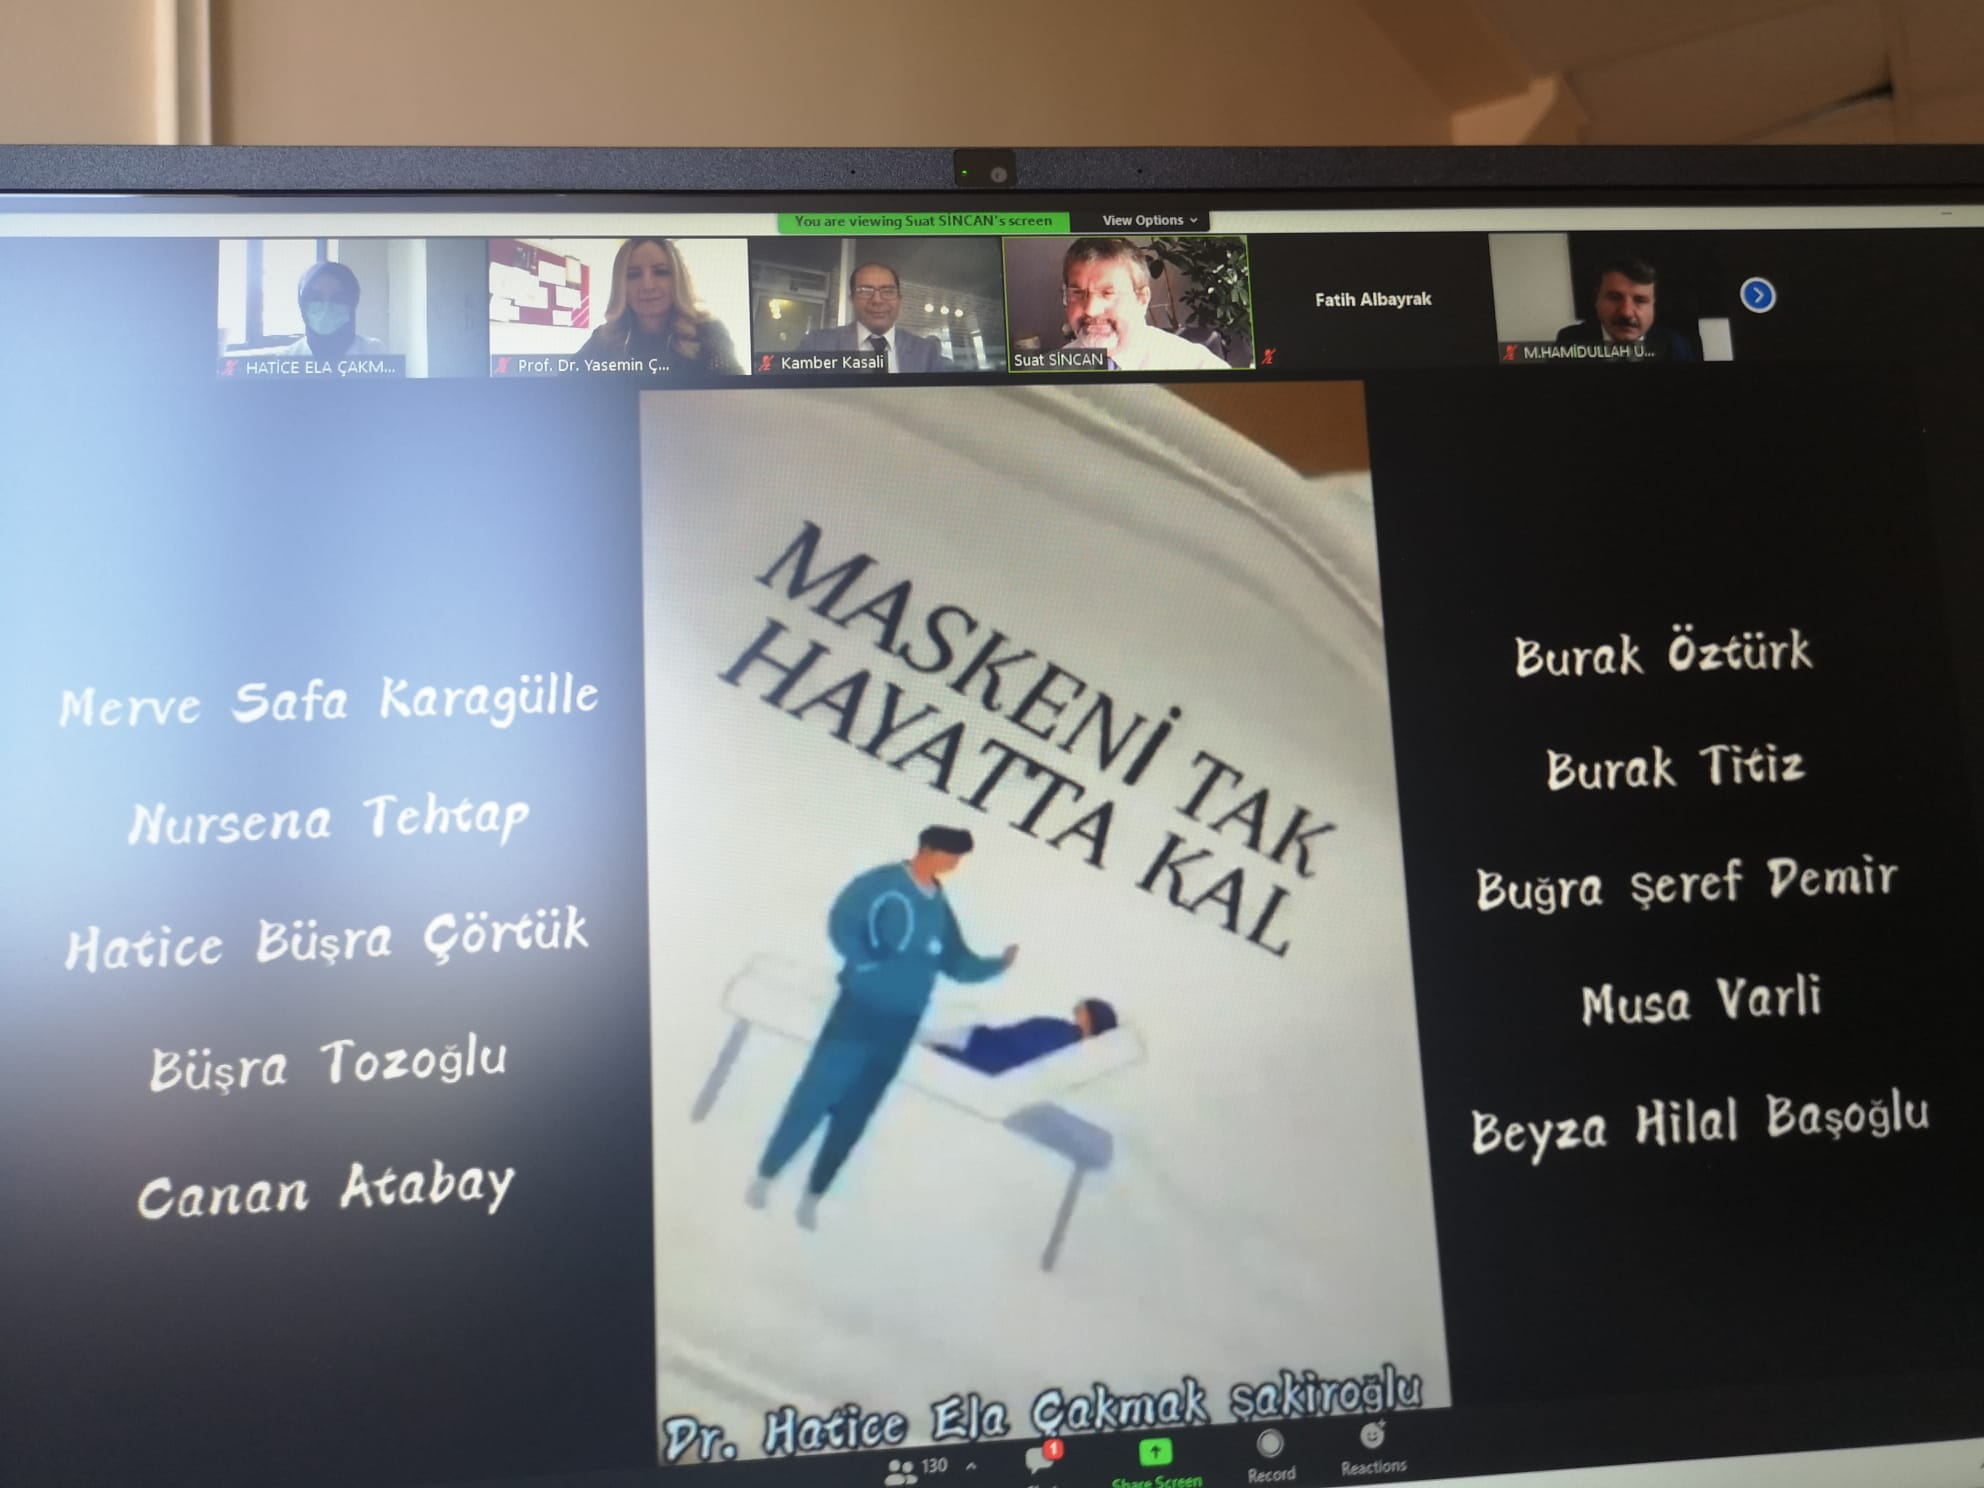 You are viewing Suat SİNCAN's screen
View Options
HATİCE ELA ÇAKM...
Prof. Dr. Yasemin Ç...
Kamber Kasali
Suat SİNCAN
Fatih Albayrak
M.HAMİDULLAH U...
MASKENİ TAK
HAYATTA KAL
Merve Safa Karagülle
Nursena Tehtap
Hatice Büşra Çörtük
Büşra Tozoğlu
Canan Atabay
Burak Öztürk
Burak Titiz
Buğra Şeref Demir
Musa Varli
Beyza Hilal Başoğlu
Dr. Hatice Ela Çakmak Şakiroğlu
130
1
Share Screen
Record
Reactions